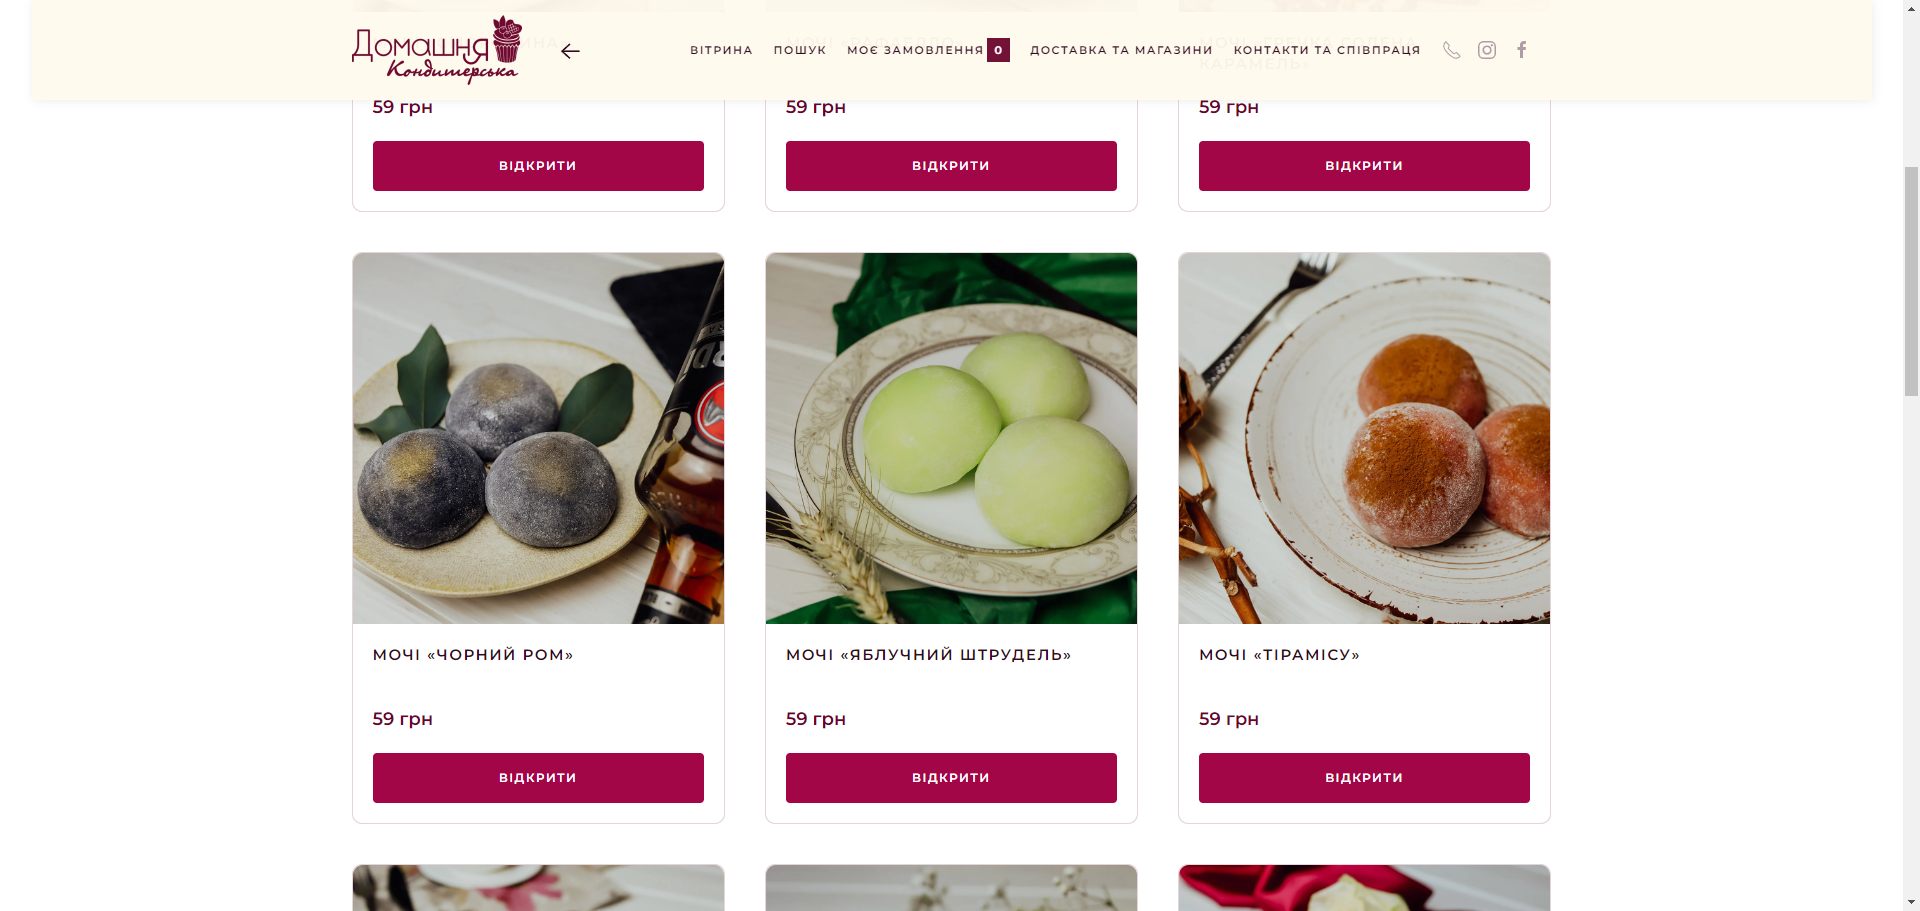 Домашня
Кондитерська
ВІТРИНА ПОШУК МОЄ ЗАМОВЛЕННЯ 0 ДОСТАВКА ТА МАГАЗИНИ КОНТАКТИ ТА СПІВПРАЦЯ
КАРАМЕЛЬ»
59 грн 59 грн 59 грн
ВІДКРИТИ ВІДКРИТИ ВІДКРИТИ
МОЧІ «ЧОРНИЙ РОМ» МОЧІ «ЯБЛУЧНИЙ ШТРУДЕЛЬ» МОЧІ «ТІРАМІСУ»
59 грн 59 грн 59 грн
ВІДКРИТИ ВІДКРИТИ ВІДКРИТИ